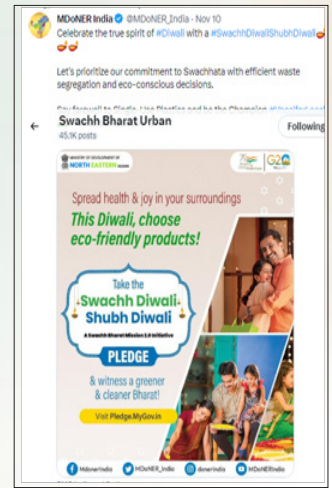 MDoNER India @MDoNER_India · Nov 10
Celebrate the true spirit of #Diwali with a #SwachhDiwaliShubhDiwali
Let's prioritize our commitment to Swachhata with efficient waste
segregation and eco-conscious decisions.
Swachh Bharat Urban
45.1K posts
Following
MINISTRY OF DEVELOPMENT OF
NORTH EASTERN REGION
G20
Spread health & joy in your surroundings
This Diwali, choose
eco-friendly products!
Take the
Swachh Diwali
Shubh Diwali
A Swachh Bharat Mission 2.0 Initiative
PLEDGE
& witness a greener
& cleaner Bharat!
Visit Pledge.MyGov.in
Mdonerindia MDoNER_India donerindia MDoNERIndia